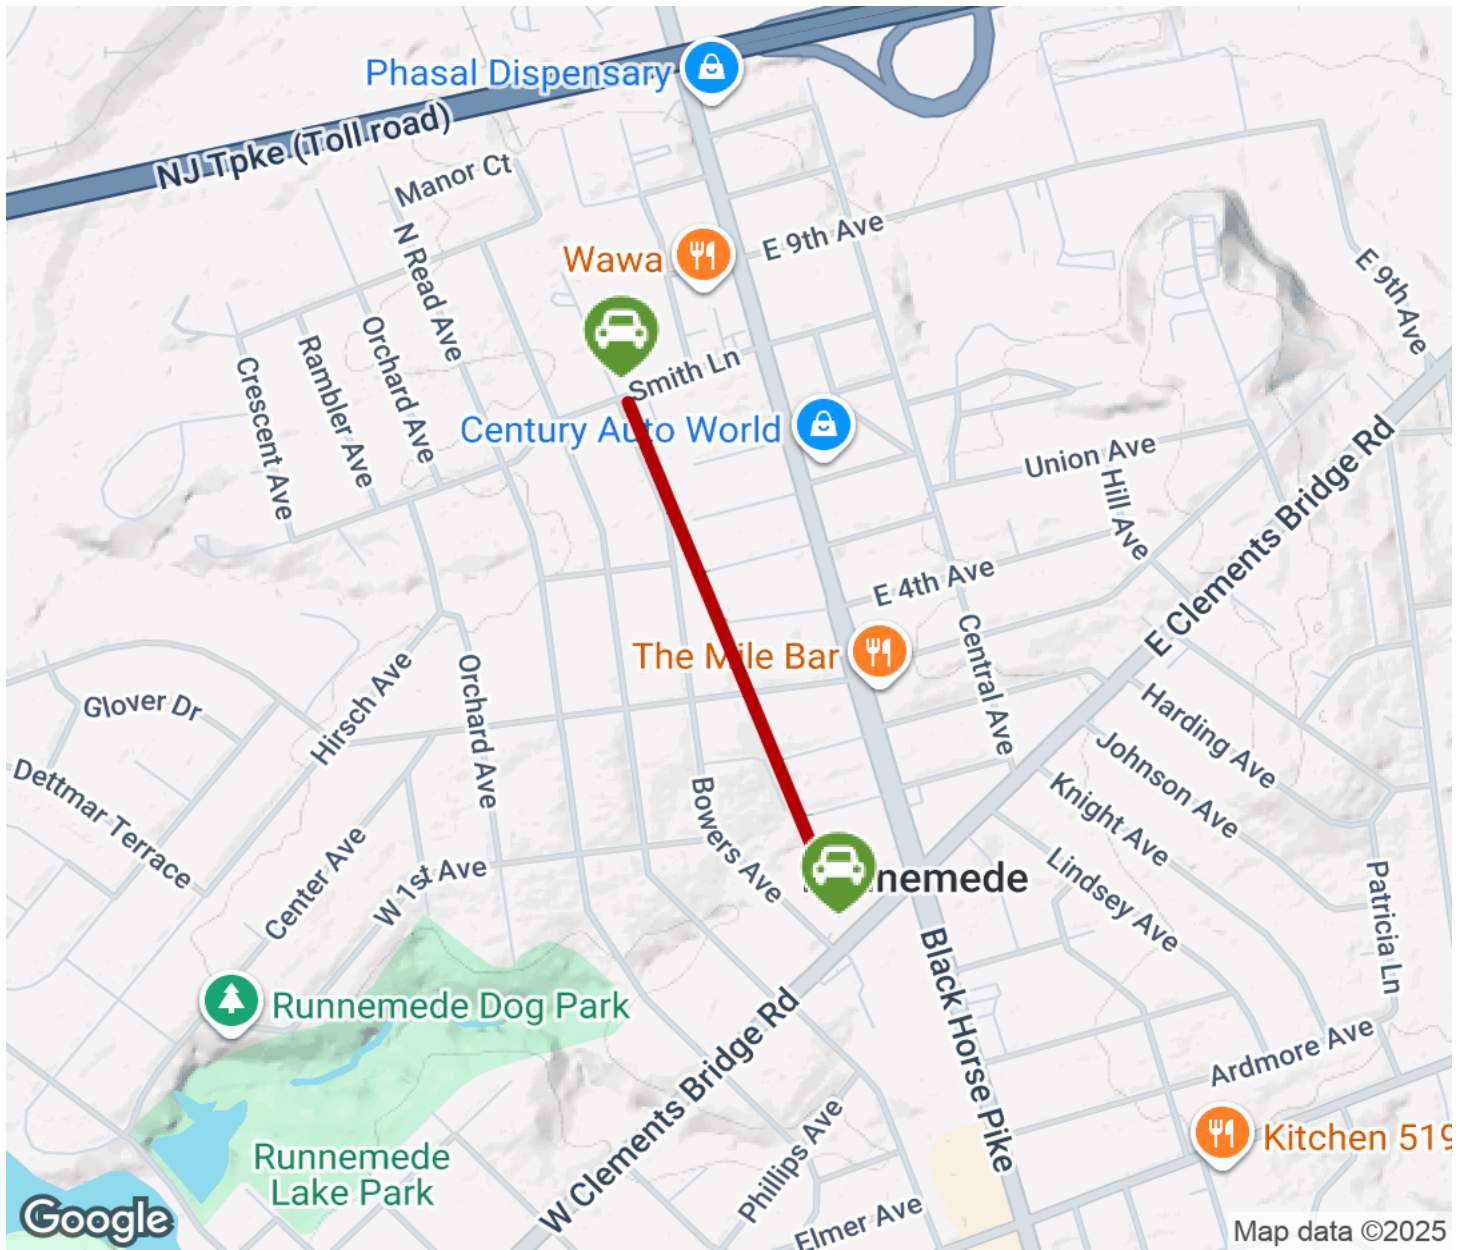 Phasal Dispensary
NJ Tpke (Toll road)
Manor Ct
N Read Ave
E 9th Ave
Wawa
E 9th Ave
Orchard Ave
Rambler Ave
Crescent Ave
Smith Ln
Century Auto World
Union Ave
Hill Ave
E Clements Bridge Rd
E 4th Ave
Central Ave
The Mile Bar
Hirsch Ave
Orchard Ave
Glover Dr
Dettmar Terrace
Harding Ave
Johnson Ave
Knight Ave
Bowers Ave
Center Ave
W 1st Ave
nemede
Lindsey Ave
Patricia Ln
Black Horse Pike
Runnemede Dog Park
W Clements Bridge Rd
Ardmore Ave
Kitchen 519
Runnemede
Lake Park
Phillips Ave
Elmer Ave
Google
Map data ©2025